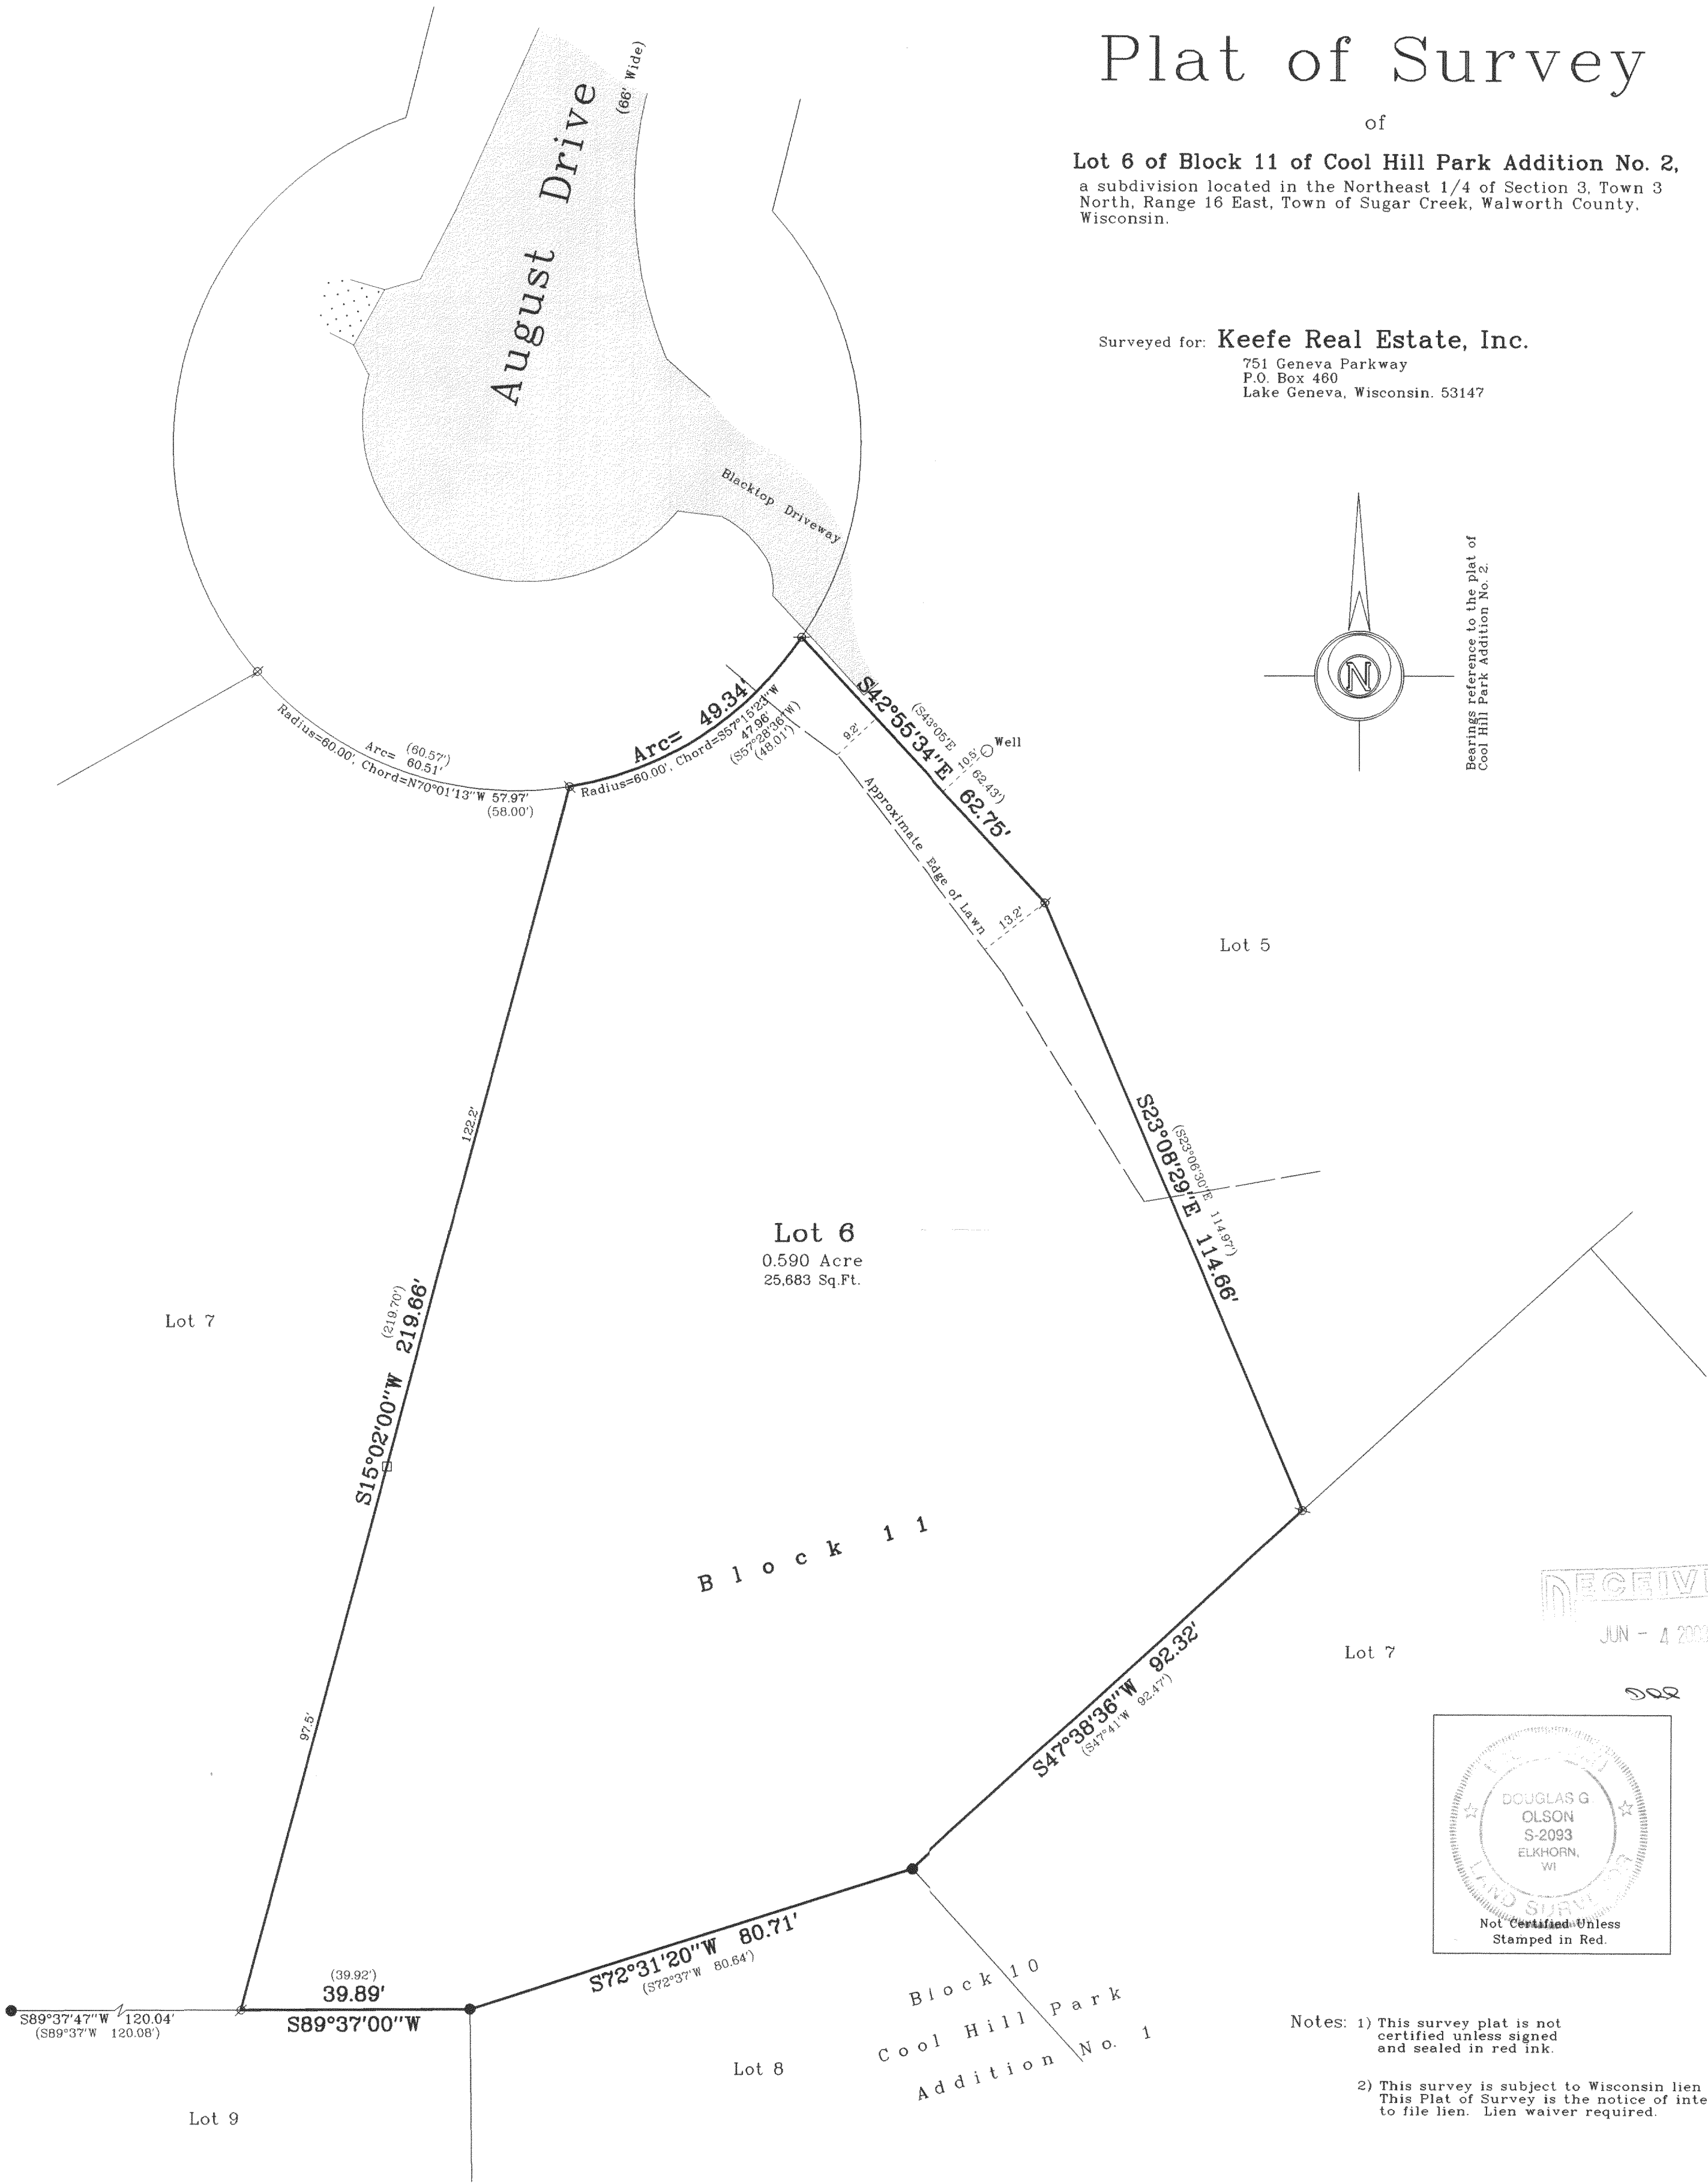 Plat of Survey
of
Lot 6 of Block 11 of Cool Hill Park Addition No. 2,
a subdivision located in the Northeast 1/4 of Section 3, Town 3
North, Range 16 East, Town of Sugar Creek, Walworth County,
Wisconsin.
Surveyed for: Keefe Real Estate, Inc.
751 Geneva Parkway
P.O. Box 460
Lake Geneva, Wisconsin. 53147
August Drive
(66' Wide)
Blacktop Driveway
N
Bearings reference to the plat of
Cool Hill Park Addition No. 2.
Arc= (60.57')
60.51'
Radius=60.00', Chord=N70°01'13"W 57.97'
(58.00')
Arc= 49.34'
Radius=60.00', Chord=S57°15'23"W
47.96'
(S57°28'36"W)
(48.01')
9.2'
S42°55'34"E 62.75'
(S43°05'E 62.43')
10.5'
Well
Approximate Edge of Lawn
13.2'
Lot 5
S23°08'29"E 114.66'
(S23°06'30"E 114.97')
122.2'
Lot 6
0.590 Acre
25,683 Sq.Ft.
Lot 7
(219.70')
S15°02'00"W 219.66'
97.5'
Block 11
S47°38'36"W 92.32'
(S47°41'W 92.47')
Lot 7
JUN - 4
DOUGLAS G.
OLSON
S-2093
ELKHORN,
WI
LAND SURVEYOR
Not Certified Unless
Stamped in Red.
S72°31'20"W 80.71'
(S72°37'W 80.64')
(39.92')
39.89'
S89°37'00"W
S89°37'47"W 120.04'
(S89°37'W 120.08')
Block 10
Cool Hill Park
Addition No. 1
Lot 8
Lot 9
Notes: 1) This survey plat is not
certified unless signed
and sealed in red ink.
2) This survey is subject to Wisconsin lien
This Plat of Survey is the notice of inte
to file lien. Lien waiver required.